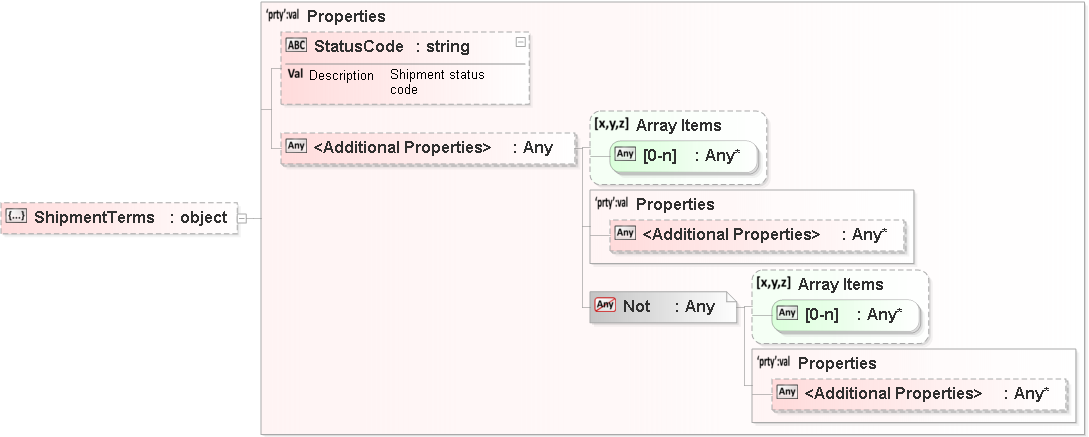 'prty':val Properties
ABC StatusCode : string
Val Description Shipment status
code
Any <Additional Properties> : Any
[x,y,z] Array Items
Any [0-n] : Any*
'prty':val Properties
Any <Additional Properties> : Any*
{...} ShipmentTerms : object
Any Not : Any
[x,y,z] Array Items
Any [0-n] : Any*
'prty':val Properties
Any <Additional Properties> : Any*